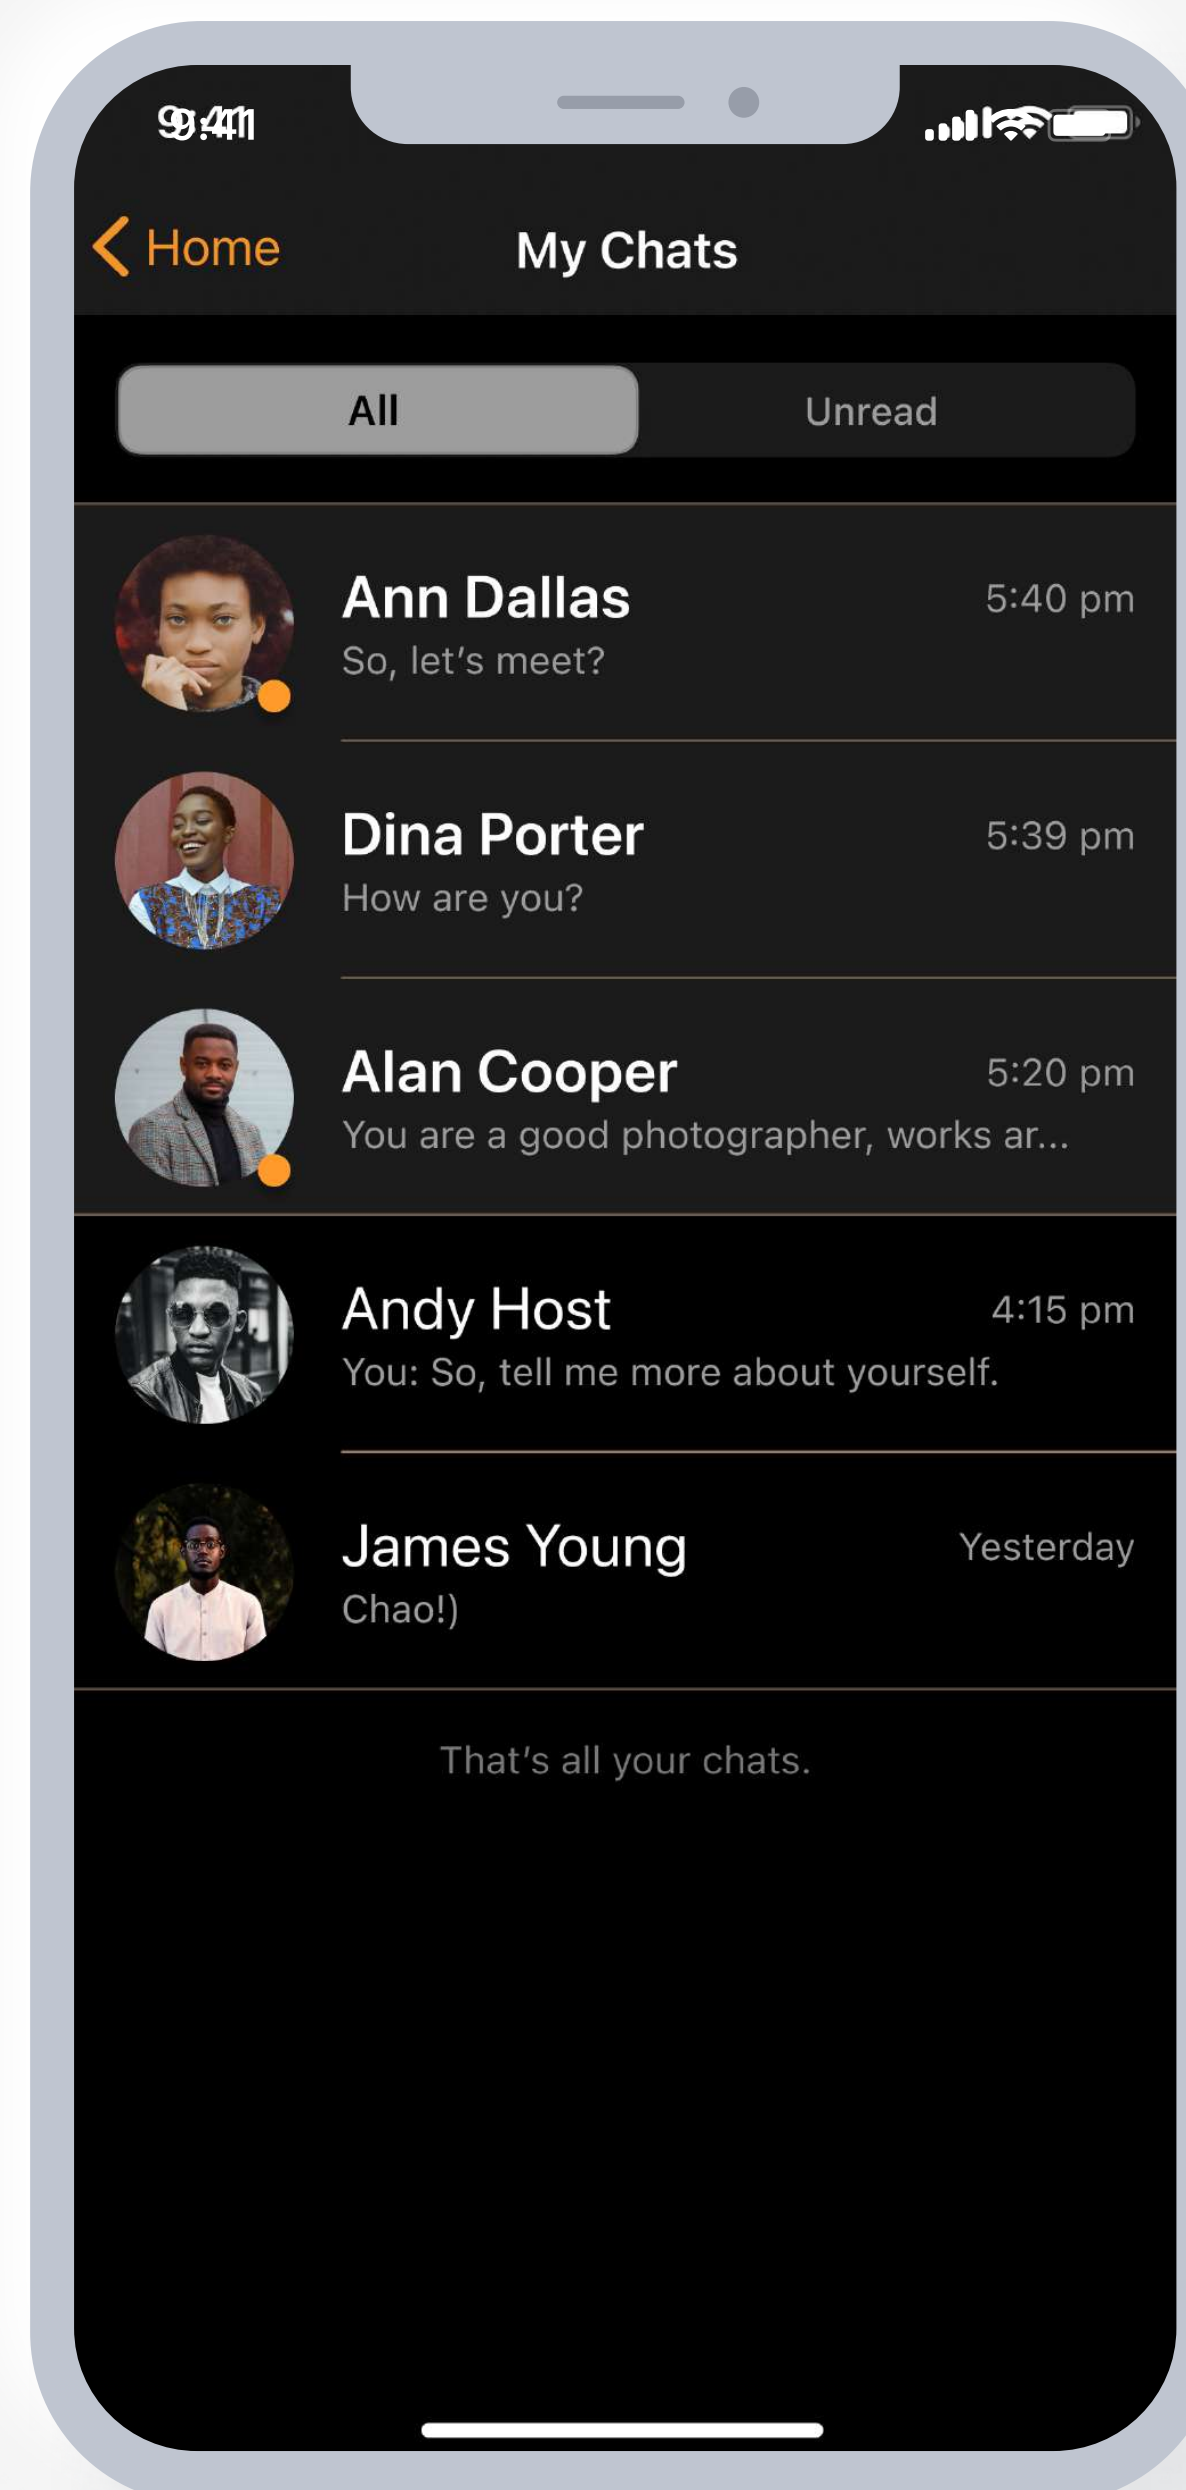 9:41
Home
My Chats
All
Unread
Ann Dallas
5:40 pm
So, let's meet?
Dina Porter
5:39 pm
How are you?
Alan Cooper
5:20 pm
You are a good photographer, works ar...
Andy Host
4:15 pm
You: So, tell me more about yourself.
James Young
Yesterday
Chao!)
That's all your chats.